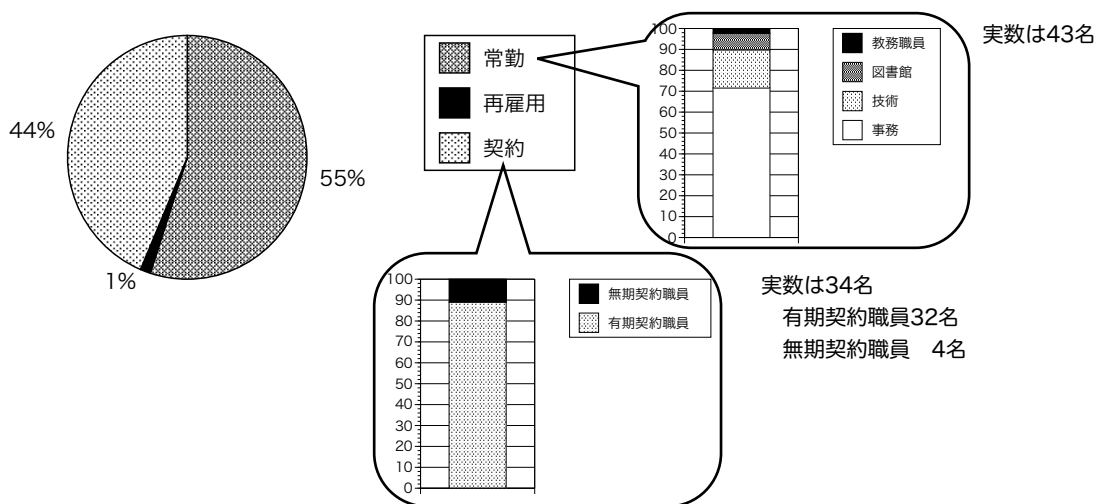 44%
55%
1%
常勤
再雇用
契約
100
90
80
70
60
50
40
30
20
10
0
教務職員
図書館
技術
事務
実数は43名
100
90
80
70
60
50
40
30
20
10
0
無期契約職員
有期契約職員
実数は34名
有期契約職員32名
無期契約職員　4名